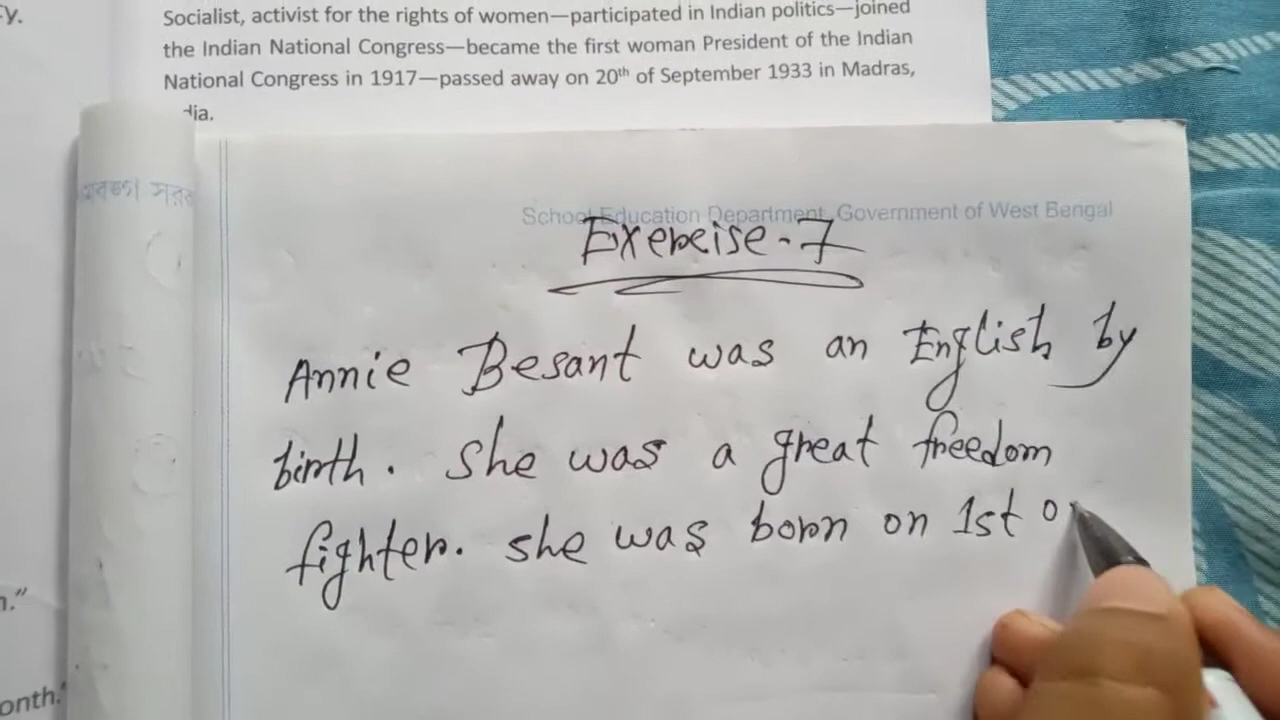 y.
Socialist, activist for the rights of women—participated in Indian politics—joined
the Indian National Congress—became the first woman President of the Indian
National Congress in 1917—passed away on 20th of September 1933 in Madras,
dia.
School Education Department, Government of West Bengal
Exercise-7
Annie Besant was an English by
birth. She was a great freedom
fighter. she was born on 1st o
."
onth.'